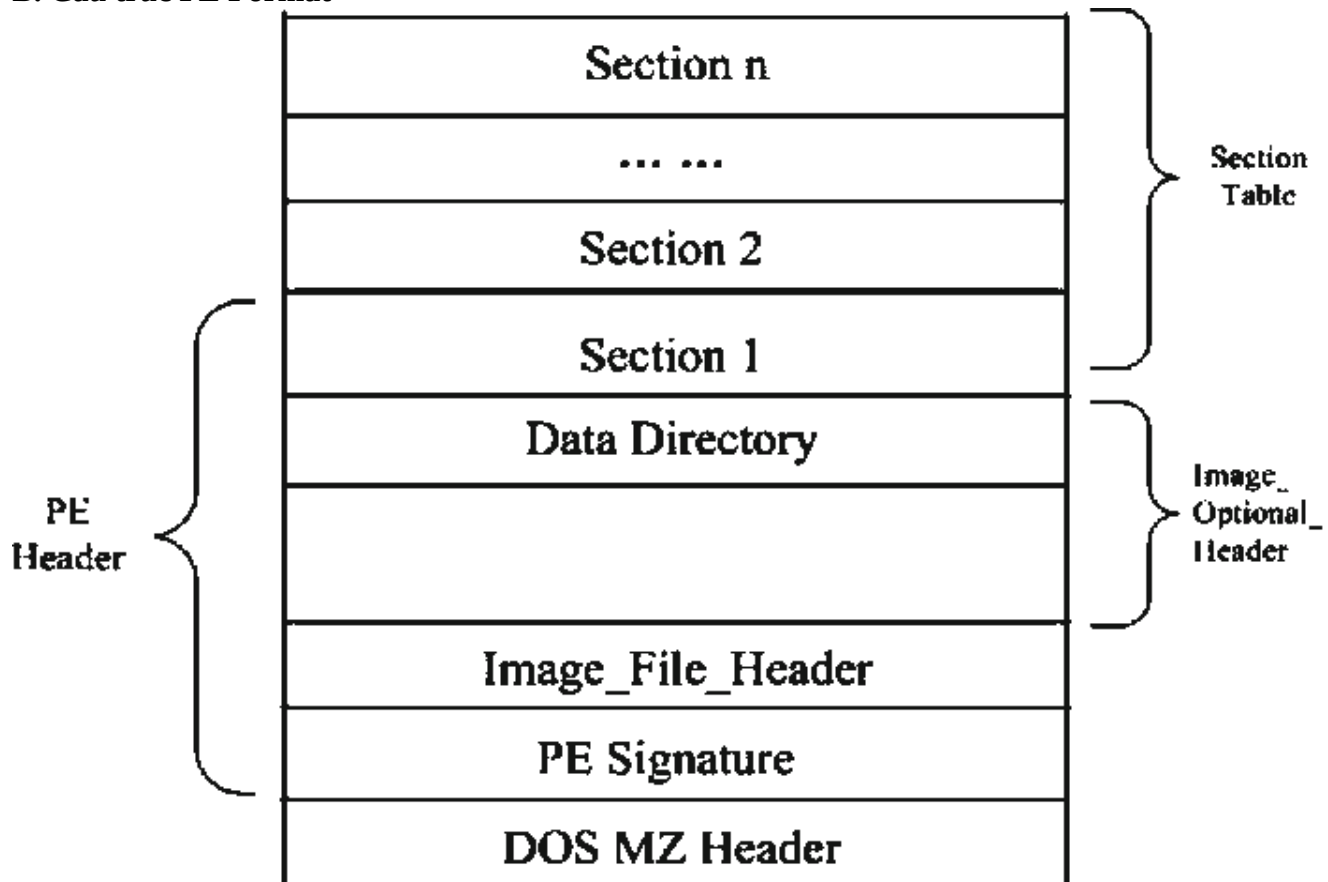 Section n
... ...
Section 2
Section 1
Data Directory
Image_File_Header
PE Signature
DOS MZ Header
Section
Table
Image_
Optional_
Header
PE
Header